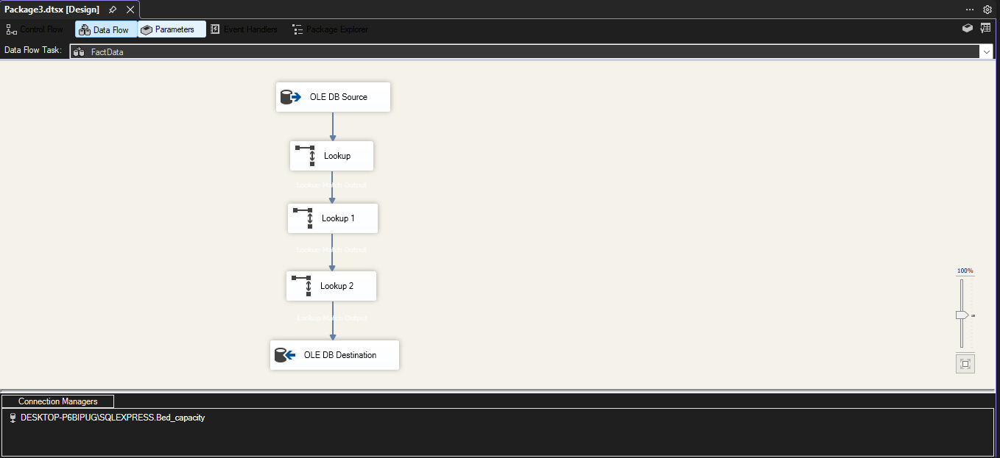 Package3.dtsx [Design]
Control Flow Data Flow Parameters Event Handlers Package Explorer
Data Flow Task: FactData
OLE DB Source
Lookup
Lookup Match Output
Lookup 1
Lookup Match Output
Lookup 2
Lookup Match Output
OLE DB Destination
100%
Connection Managers
DESKTOP-P6BIPUG\SQLEXPRESS.Bed_capacity